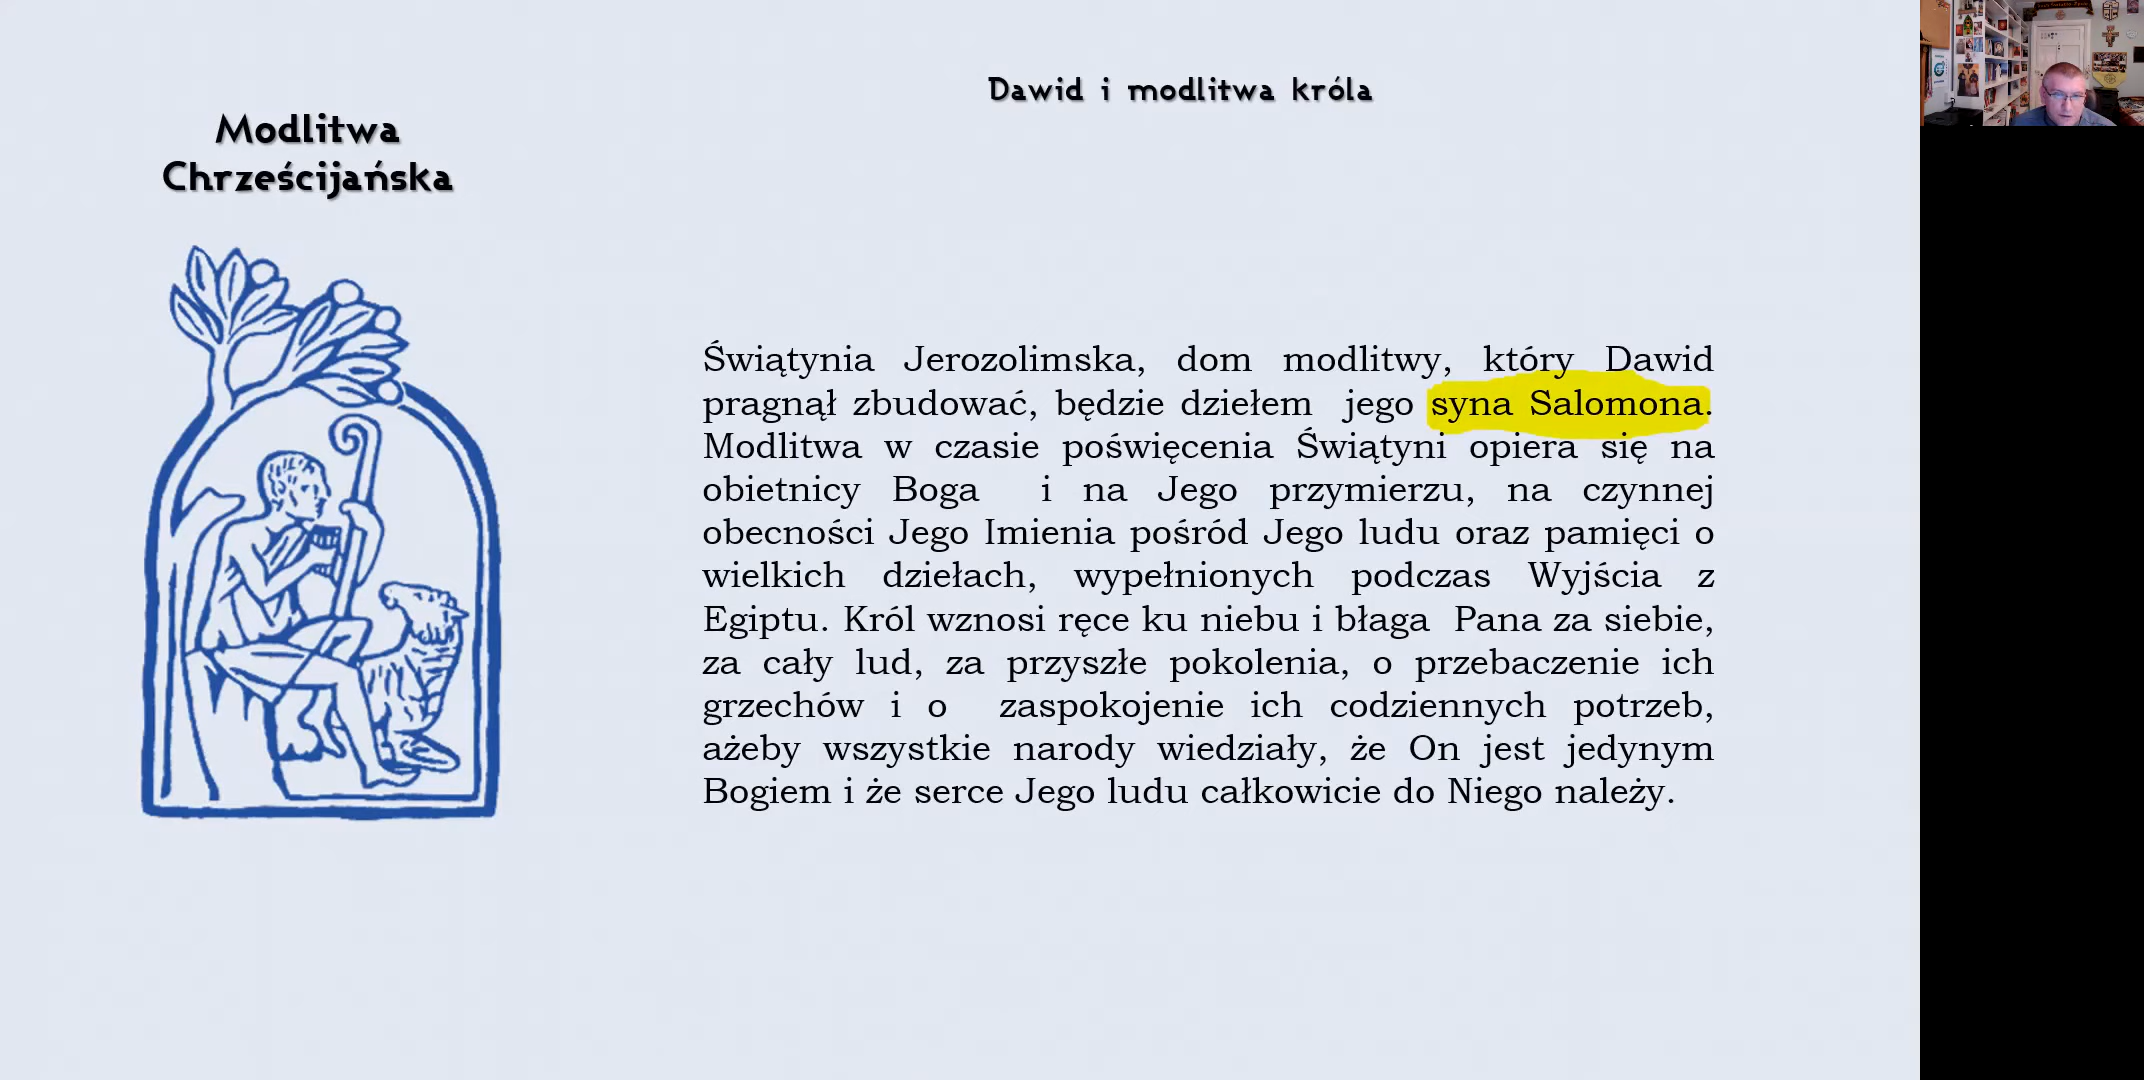 Dawid i modlitwa króla
Modlitwa
Chrześcijańska
Świątynia Jerozolimska, dom modlitwy, który Dawid
pragnął zbudować, będzie dziełem jego syna Salomona.
Modlitwa w czasie poświęcenia Świątyni opiera się na
obietnicy Boga i na Jego przymierzu, na czynnej
obecności Jego Imienia pośród Jego ludu oraz pamięci o
wielkich dziełach, wypełnionych podczas Wyjścia z
Egiptu. Król wznosi ręce ku niebu i błaga Pana za siebie,
za cały lud, za przyszłe pokolenia, o przebaczenie ich
grzechów i o zaspokojenie ich codziennych potrzeb,
ażeby wszystkie narody wiedziały, że On jest jedynym
Bogiem i że serce Jego ludu całkowicie do Niego należy.